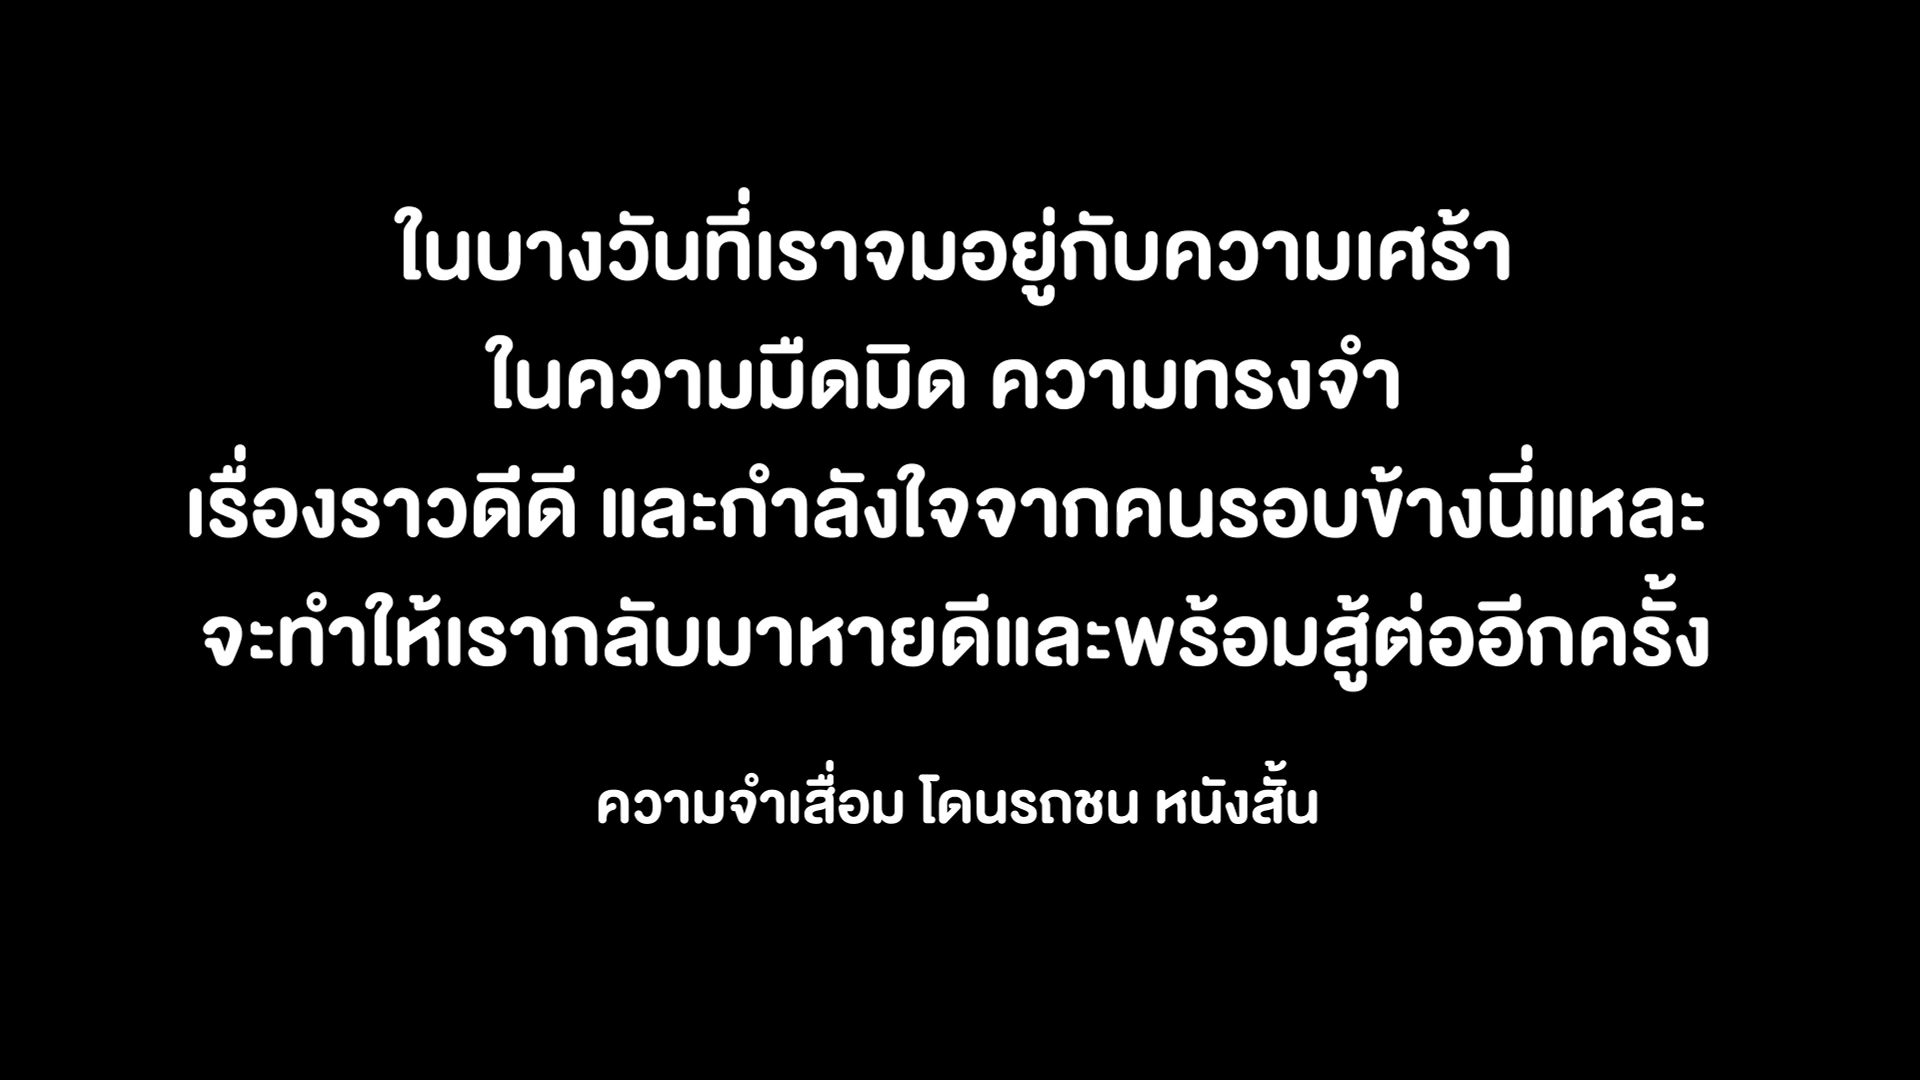 ในบางวันที่เราจมอยู่กับความเศร้า
ในความมืดมิด ความทรงจำ
เรื่องราวดีดี และกำลังใจจากคนรอบข้างนี่แหละ
จะทำให้เรากลับมาหายดีและพร้อมสู้ต่ออีกครั้ง
ความจำเสื่อม โดนรถชน หนังสั้น